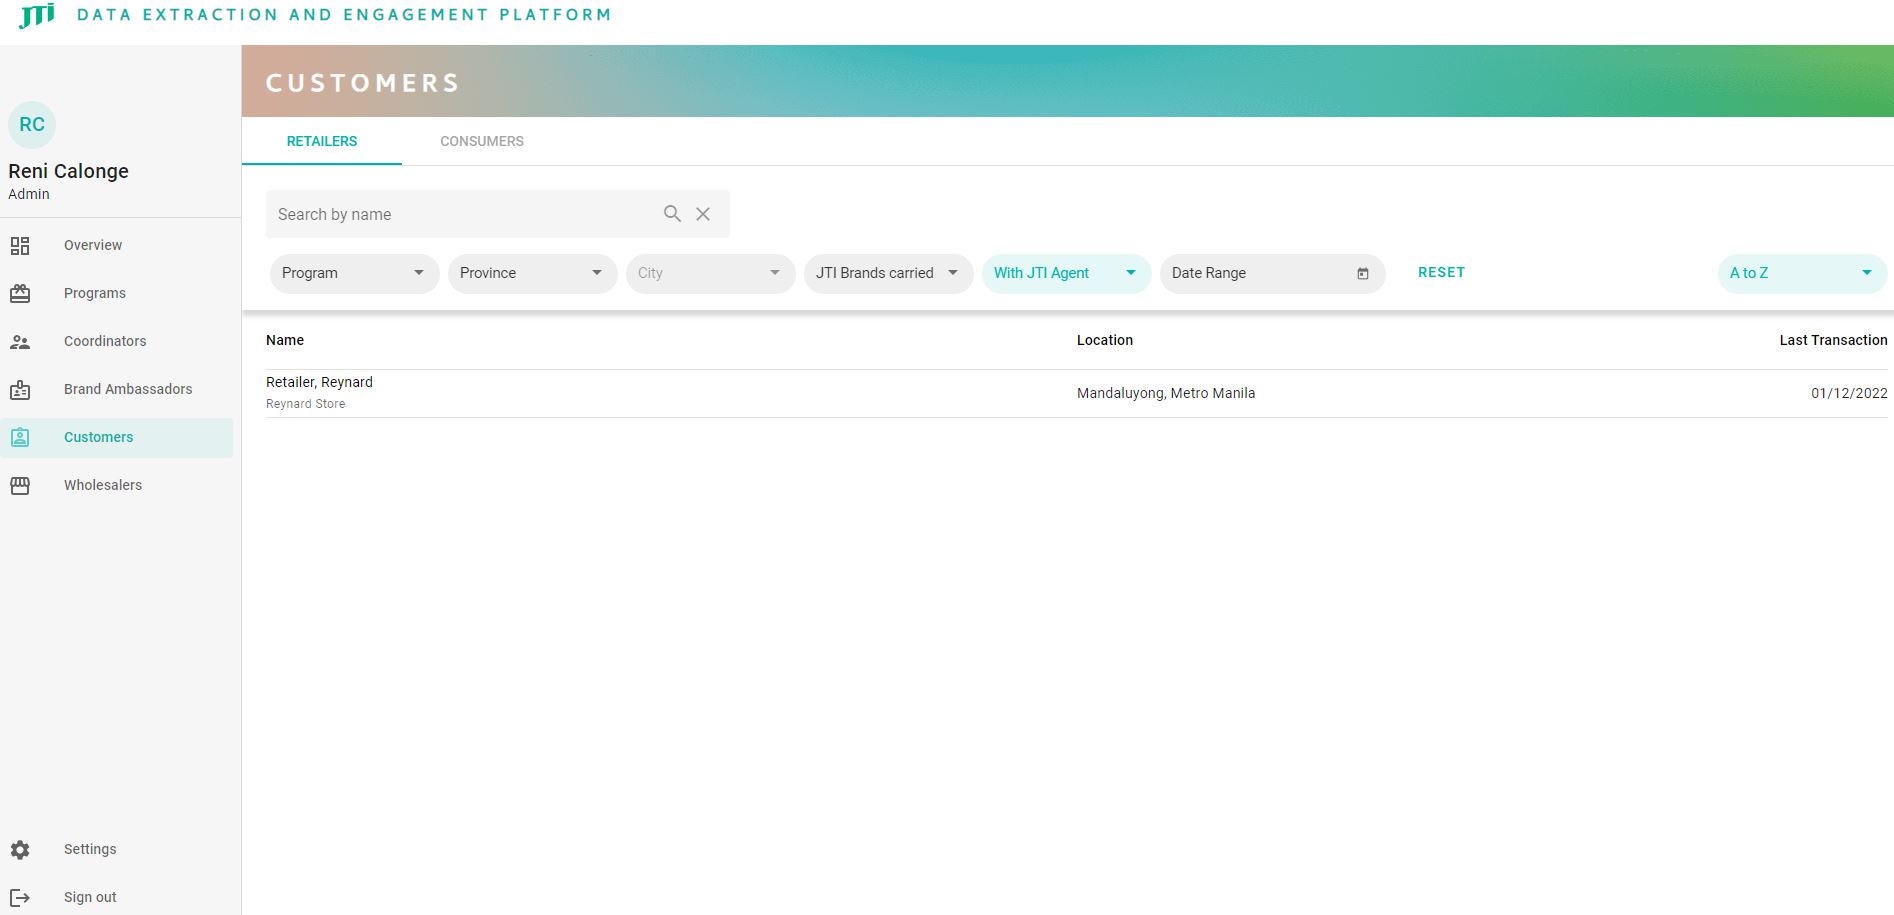 JTi DATA EXTRACTION AND ENGAGEMENT PLATFORM
RC
Reni Calonge
Admin
Overview
Programs
Coordinators
Brand Ambassadors
Customers
Wholesalers
Settings
Sign out
CUSTOMERS
RETAILERS CONSUMERS
Search by name
Program Province City JTI Brands carried With JTI Agent Date Range RESET A to Z
Name Location Last Transaction
Retailer, Reynard
Reynard Store
Mandaluyong, Metro Manila 01/12/2022